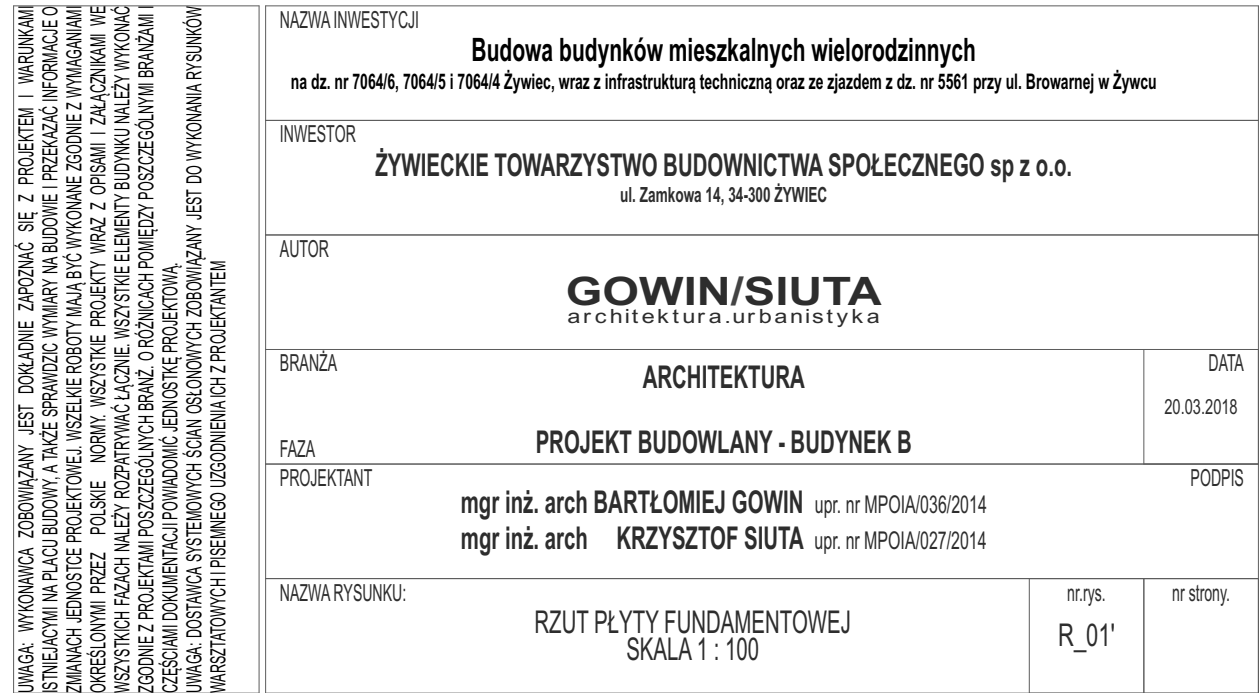 UWAGA: WYKONAWCA ZOBOWIĄZANY JEST DOKŁADNIE ZAPOZNAĆ SIĘ Z PROJEKTEM I WARUNKAMI
ISTNIEJACYMI NA PLACU BUDOWY, A TAKŻE SPRAWDZIC WYMIARY NA BUDOWIE I PRZEKAZAĆ INFORMACJE O
ZMIANACH JEDNOSTCE PROJEKTOWEJ. WSZELKIE ROBOTY MAJĄ BYĆ WYKONANE ZGODNIE Z WYMAGANIAMI
OKREŚLONYMI PRZEZ POLSKIE NORMY. WSZYSTKIE PROJEKTY WRAZ Z OPISAMI I ZAŁĄCZNIKAMI WE
WSZYSTKICH FAZACH NALEŻY ROZPATRYWAĆ ŁĄCZNIE. WSZYSTKIE ELEMENTY BUDYNKU NALEŻY WYKONAĆ
ZGODNIE Z PROJEKTAMI POSZCZEGÓLNYCH BRANŻ. O RÓŻNICACH POMIĘDZY POSZCZEGÓLNYMI BRANŻAMI I
CZĘŚCIAMI DOKUMENTACJI POWIADOMIĆ JEDNOSTKĘ PROJEKTOWĄ.
UWAGA: DOSTAWCA SYSTEMOWYCH ŚCIAN OSŁONOWYCH ZOBOWIĄZANY JEST DO WYKONANIA RYSUNKÓW
WARSZTATOWYCH I PISEMNEGO UZGODNIENIA ICH Z PROJEKTANTEM
NAZWA INWESTYCJI
Budowa budynków mieszkalnych wielorodzinnych
na dz. nr 7064/6, 7064/5 i 7064/4 Żywiec, wraz z infrastrukturą techniczną oraz ze zjazdem z dz. nr 5561 przy ul. Browarnej w Żywcu
INWESTOR
ŻYWIECKIE TOWARZYSTWO BUDOWNICTWA SPOŁECZNEGO sp z o.o.
ul. Zamkowa 14, 34-300 ŻYWIEC
AUTOR
GOWIN/SIUTA
architektura.urbanistyka
BRANŻA
ARCHITEKTURA
DATA
20.03.2018
FAZA
PROJEKT BUDOWLANY - BUDYNEK B
PROJEKTANT
PODPIS
mgr inż. arch BARTŁOMIEJ GOWIN upr. nr MPOIA/036/2014
mgr inż. arch KRZYSZTOF SIUTA upr. nr MPOIA/027/2014
NAZWA RYSUNKU:
RZUT PŁYTY FUNDAMENTOWEJ
SKALA 1 : 100
nr.rys.
R_01'
nr strony.